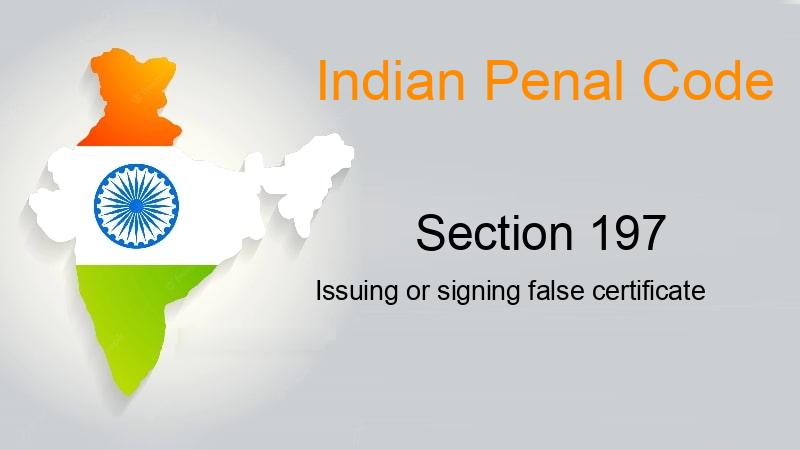 Indian Penal Code
Section 197
Issuing or signing false certificate